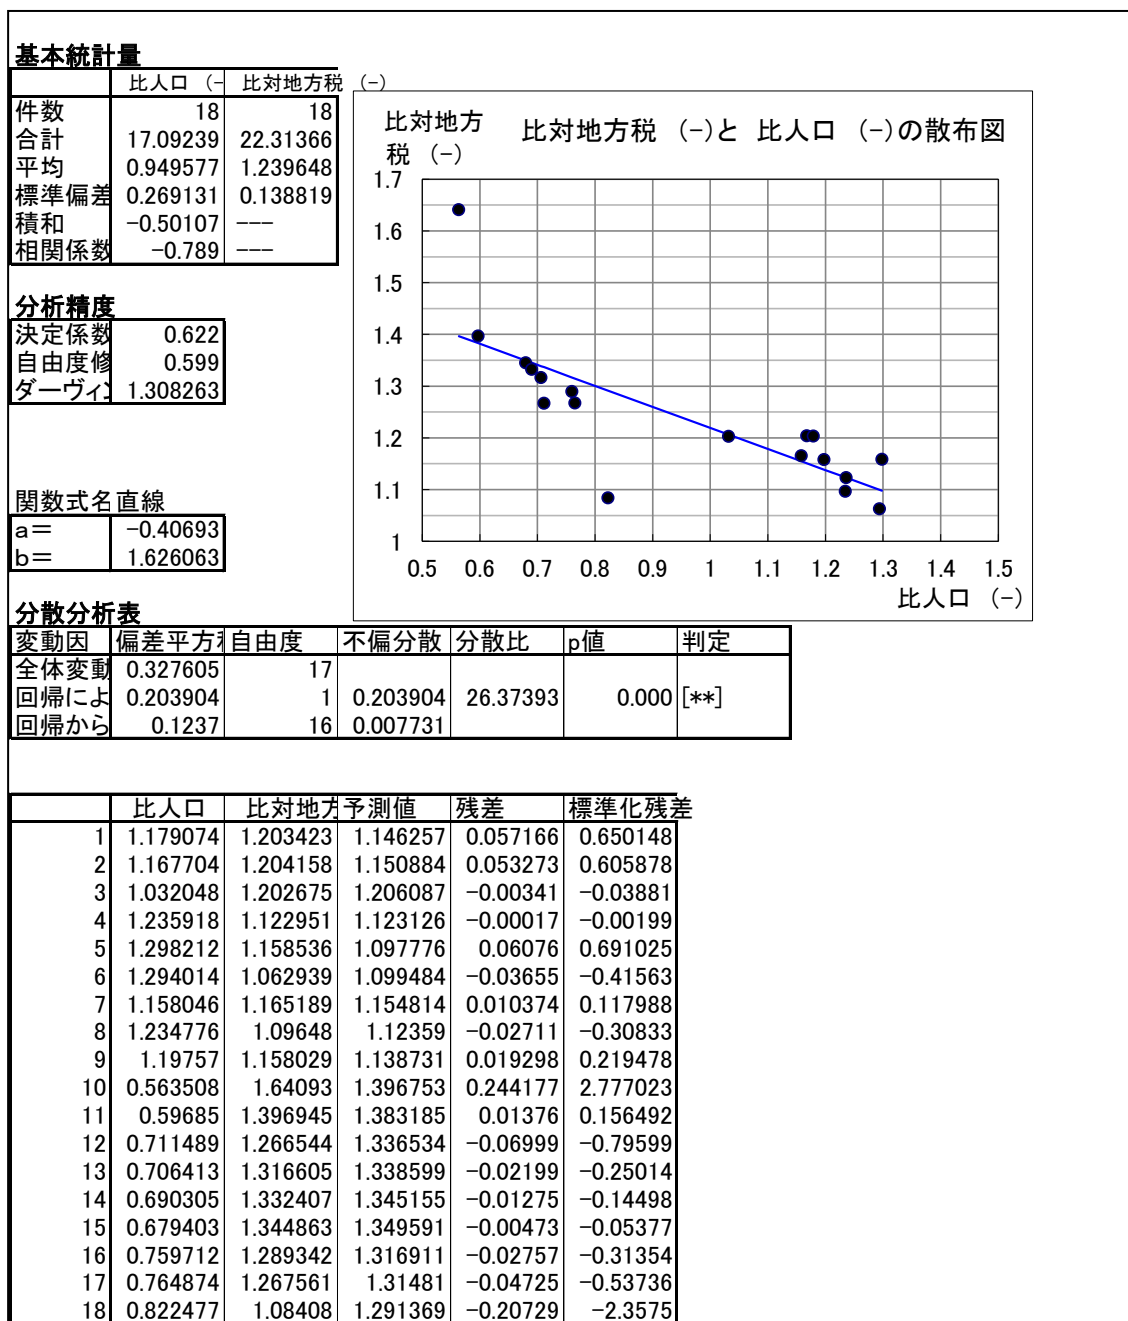 基本統計量
比人口 (- 比対地方税 (-)
件数 18 18
合計 17.09239 22.31366
平均 0.949577 1.239648
標準偏差 0.269131 0.138819
積和 -0.50107 ---
相関係数 -0.789 ---
分析精度
決定係数 0.622
自由度修 0.599
ダーヴィン 1.308263
関数式名 直線
a= -0.40693
b= 1.626063
比対地方税 (-)と 比人口 (-)の散布図
比対地方
税 (-)
1.7
1.6
1.5
1.4
1.3
1.2
1.1
1
0.5 0.6 0.7 0.8 0.9 1 1.1 1.2 1.3 1.4 1.5
比人口 (-)
分散分析表
変動因 偏差平方和 自由度 不偏分散 分散比 p値 判定
全体変動 0.327605 17
回帰によ 0.203904 1 0.203904 26.37393 0.000 [**]
回帰から 0.1237 16 0.007731
比人口 比対地方 予測値 残差 標準化残差
1 1.179074 1.203423 1.146257 0.057166 0.650148
2 1.167704 1.204158 1.150884 0.053273 0.605878
3 1.032048 1.202675 1.206087 -0.00341 -0.03881
4 1.235918 1.122951 1.123126 -0.00017 -0.00199
5 1.298212 1.158536 1.097776 0.06076 0.691025
6 1.294014 1.062939 1.099484 -0.03655 -0.41563
7 1.158046 1.165189 1.154814 0.010374 0.117988
8 1.234776 1.09648 1.12359 -0.02711 -0.30833
9 1.19757 1.158029 1.138731 0.019298 0.219478
10 0.563508 1.64093 1.396753 0.244177 2.777023
11 0.59685 1.396945 1.383185 0.01376 0.156492
12 0.711489 1.266544 1.336534 -0.06999 -0.79599
13 0.706413 1.316605 1.338599 -0.02199 -0.25014
14 0.690305 1.332407 1.345155 -0.01275 -0.14498
15 0.679403 1.344863 1.349591 -0.00473 -0.05377
16 0.759712 1.289342 1.316911 -0.02757 -0.31354
17 0.764874 1.267561 1.31481 -0.04725 -0.53736
18 0.822477 1.08408 1.291369 -0.20729 -2.3575